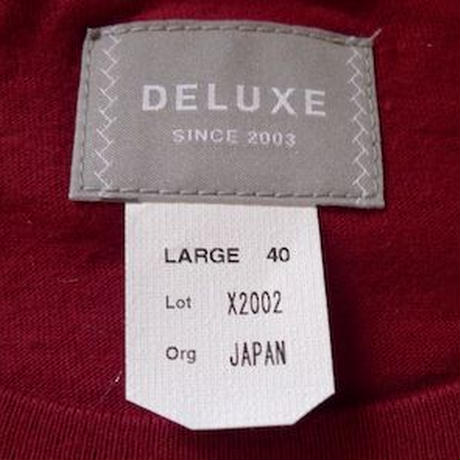 DELUXE
SINCE 2003
LARGE 40
Lot X2002
Org JAPAN